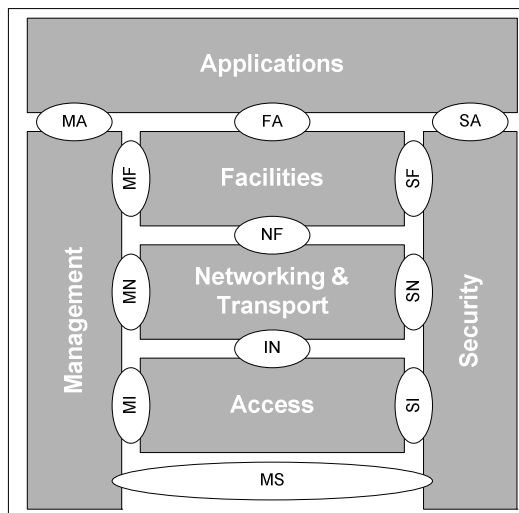 Applications
MA
FA
SA
MF
Facilities
SF
NF
Management
MN
Networking &
Transport
SN
Security
IN
MI
Access
SI
MS